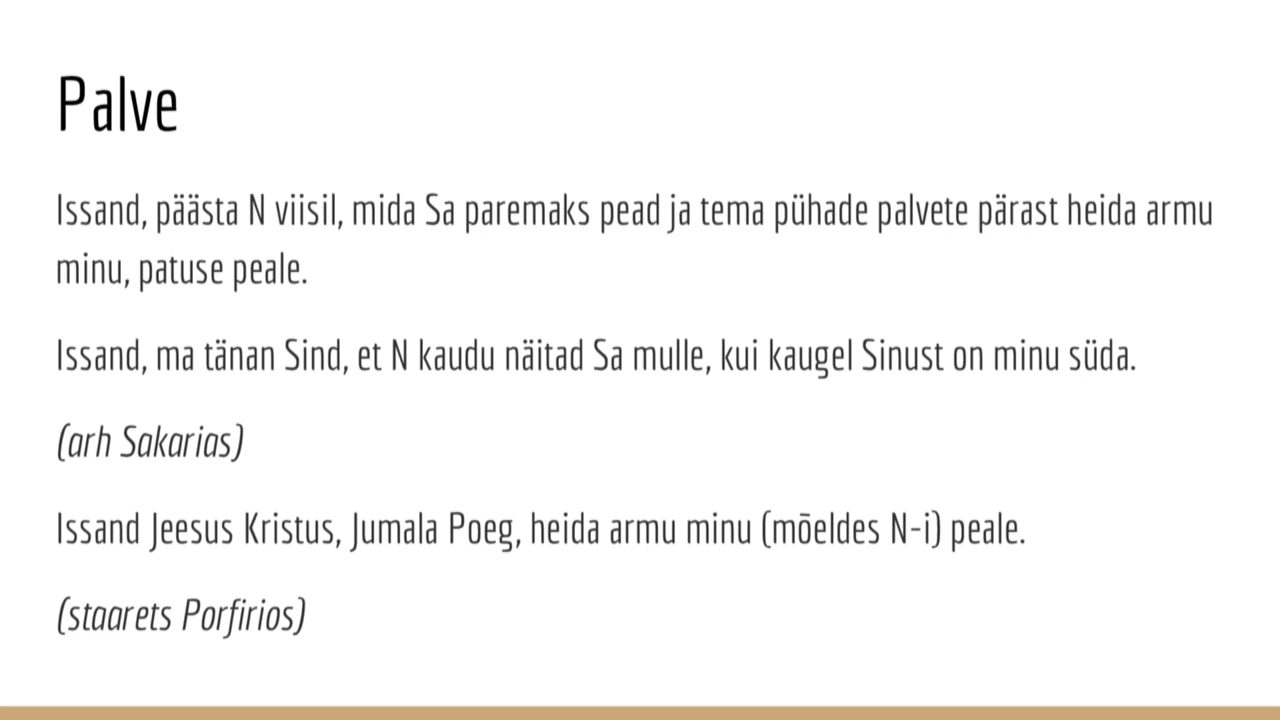 Palve
Issand, päästa N viisil, mida Sa paremaks pead ja tema pühade palvete pärast heida armu
minu, patuse peale.
Issand, ma tänan Sind, et N kaudu näitad Sa mulle, kui kaugel Sinust on minu süda.
(arh Sakarias)
Issand Jeesus Kristus, Jumala Poeg, heida armu minu (mõeldes N-i) peale.
(staarets Porfirios)